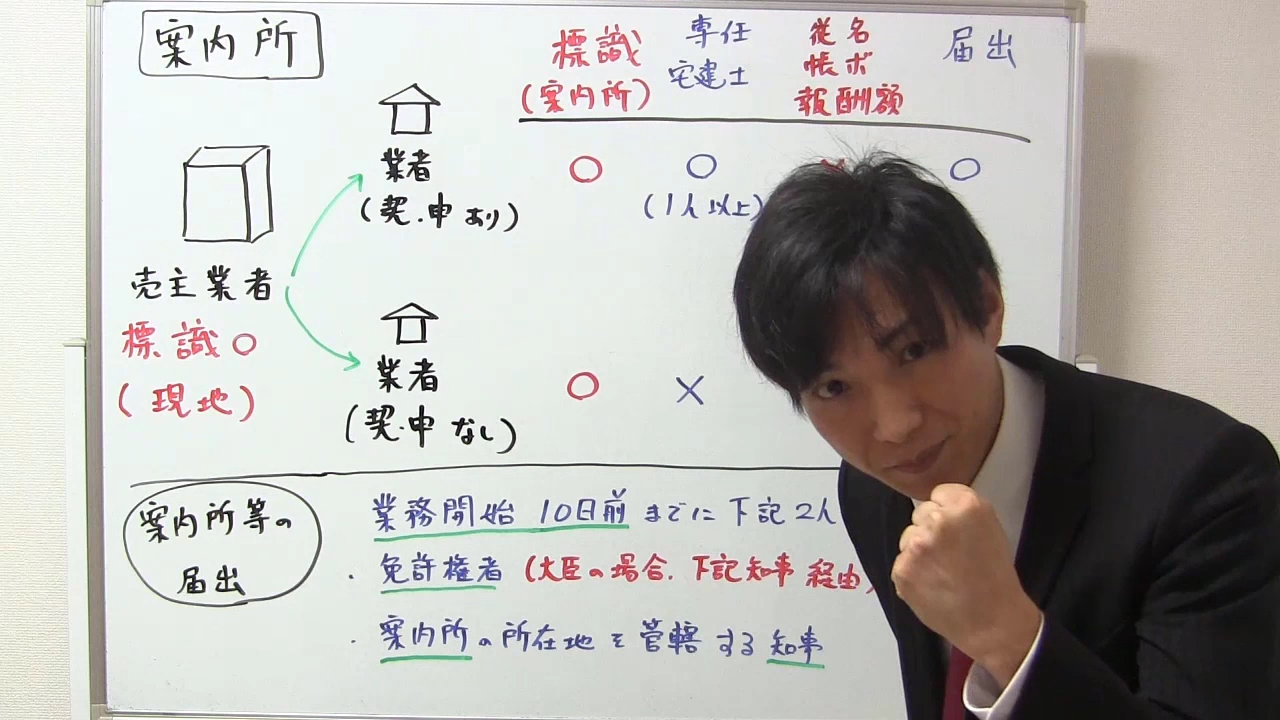 案内所
標識
(案内所)
専任
宅建士
従名
帳ボ
報酬額
届出
業者
(契・申あり)
○
○
(1人以上)
○
売主業者
標識○
(現地)
業者
(契・申なし)
○
×
案内所等の
届出
業務開始10日前までに下記2人
・免許権者(大臣の場合、下記知事経由)
・案内所の所在地を管轄する知事